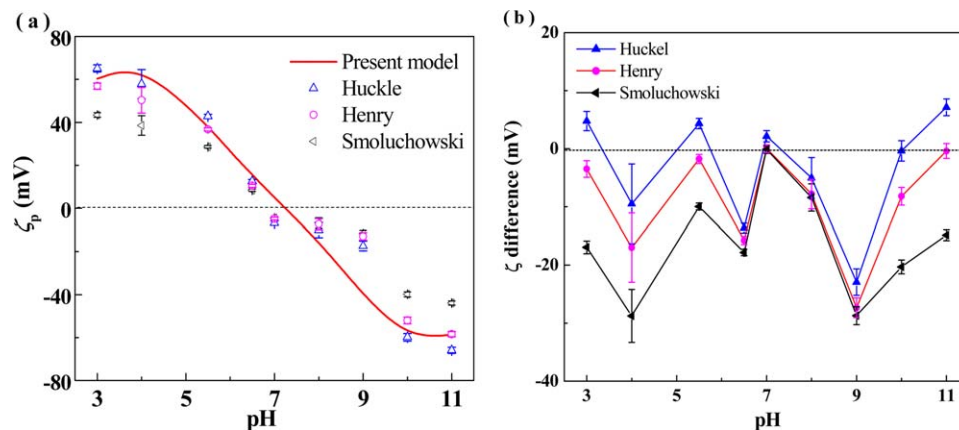 ( a )
80
40
0
-40
-80
ζp (mV)
3
5
7
9
11
pH
Present model
Huckle
Henry
Smoluchowski
( b )
20
0
-20
-40
ζ difference (mV)
3
5
7
9
11
pH
Huckel
Henry
Smoluchowski